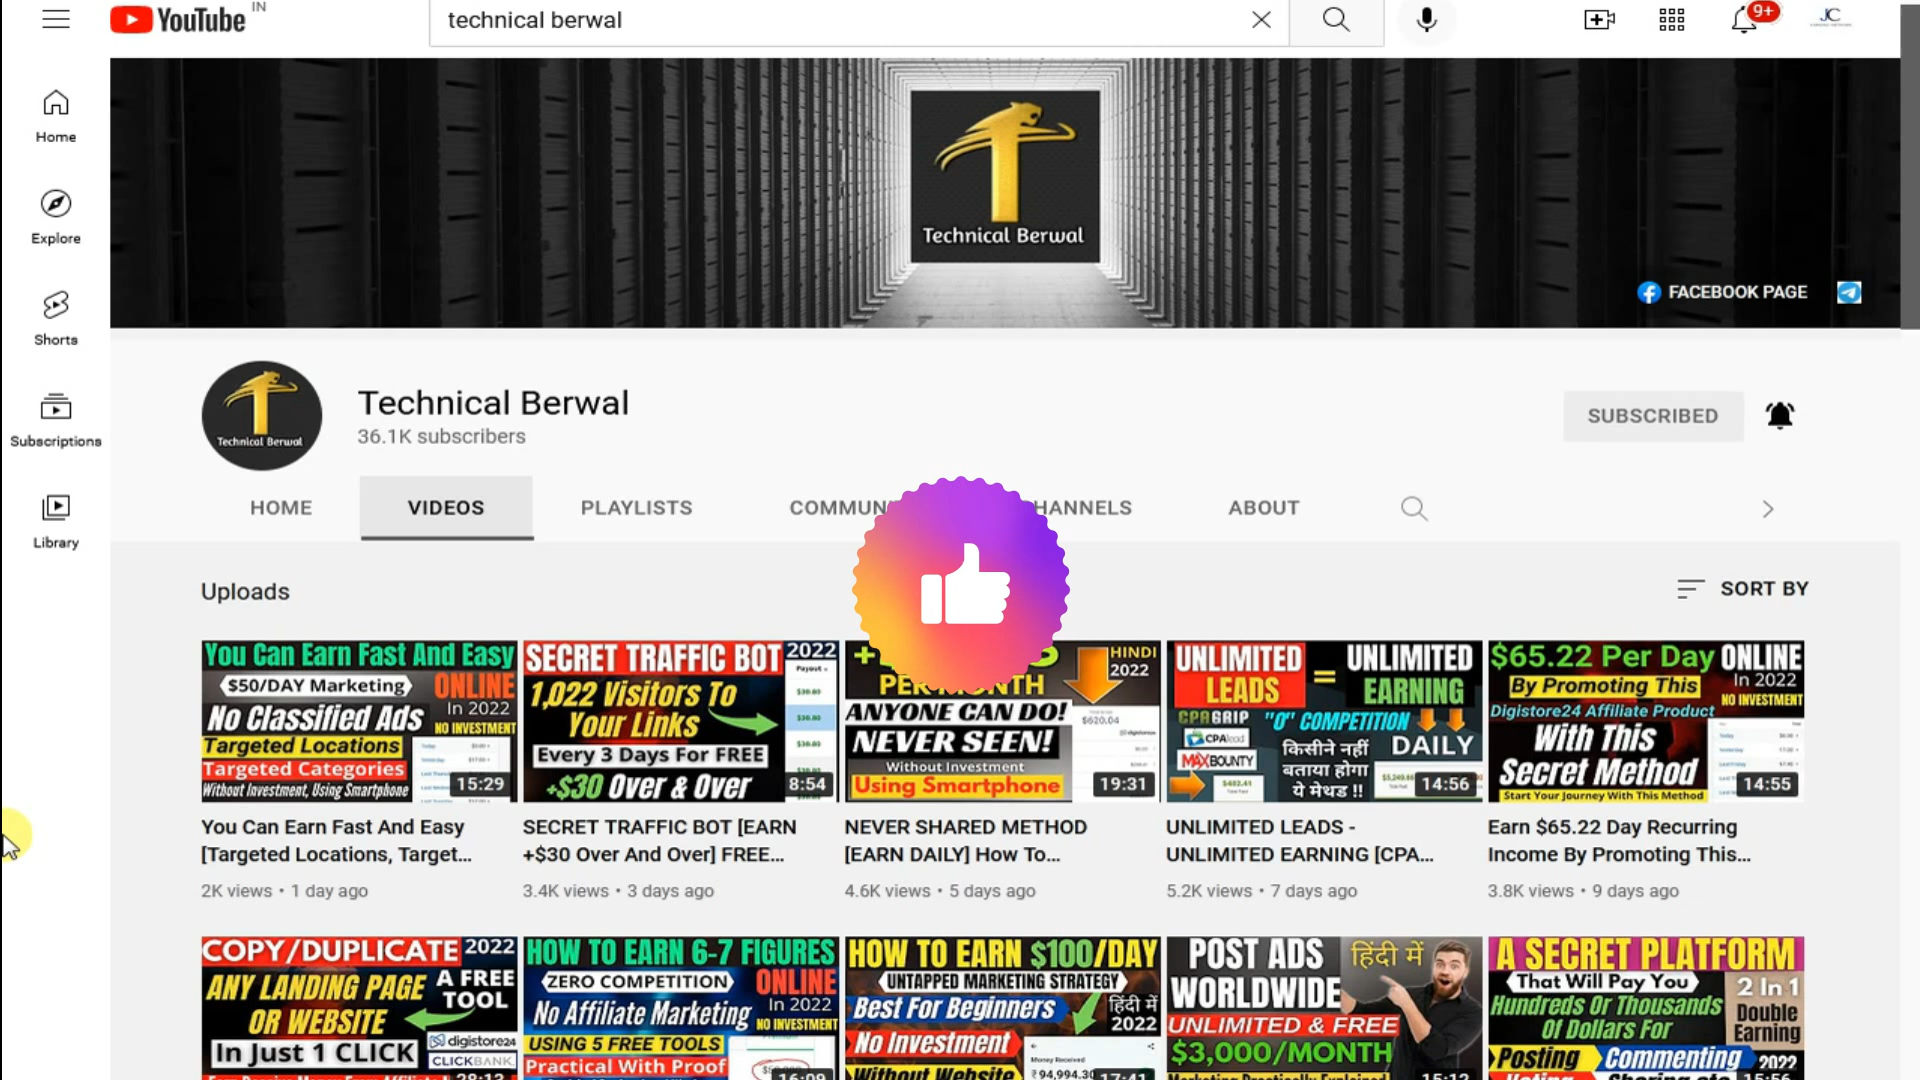 YouTube IN
technical berwal
9+
JC
Home
Explore
Shorts
Subscriptions
Library
Technical Berwal
FACEBOOK PAGE
Technical Berwal
Technical Berwal
36.1K subscribers
SUBSCRIBED
HOME
VIDEOS
PLAYLISTS
COMMUN
HANNELS
ABOUT
Uploads
SORT BY
You Can Earn Fast And Easy
$50/DAY Marketing
ONLINE
In 2022
No Classified Ads
NO INVESTMENT
Targeted Locations
Targeted Categories
Without Investment, Using Smartphone
15:29
You Can Earn Fast And Easy
[Targeted Locations, Target...
2K views • 1 day ago
SECRET TRAFFIC BOT
2022
1,022 Visitors To
Your Links
Every 3 Days For FREE
+$30 Over & Over
8:54
SECRET TRAFFIC BOT [EARN
+$30 Over And Over] FREE...
3.4K views • 3 days ago
HINDI
2022
PER MONTH
ANYONE CAN DO!
$620.04
NEVER SEEN!
Without Investment
Using Smartphone
19:31
NEVER SHARED METHOD
[EARN DAILY] How To...
4.6K views • 5 days ago
UNLIMITED
LEADS
=
UNLIMITED
EARNING
CPAGRIP
"0" COMPETITION
CPAlead
MAXBOUNTY
किसीने नहीं
बताया होगा
ये मेथड !!
DAILY
14:56
UNLIMITED LEADS -
UNLIMITED EARNING [CPA...
5.2K views • 7 days ago
$65.22 Per Day
ONLINE
In 2022
By Promoting This
NO INVESTMENT
Digistore24 Affiliate Product
With This
Secret Method
Start Your Journey With This Method
14:55
Earn $65.22 Day Recurring
Income By Promoting This...
3.8K views • 9 days ago
COPY/DUPLICATE
2022
ANY LANDING PAGE
OR WEBSITE
A FREE
TOOL
In Just 1 CLICK
digistore24
CLICKBANK
28:13
HOW TO EARN 6-7 FIGURES
ZERO COMPETITION
ONLINE
In 2022
No Affiliate Marketing
NO INVESTMENT
USING 5 FREE TOOLS
Practical With Proof
16:09
HOW TO EARN $100/DAY
UNTAPPED MARKETING STRATEGY
Best For Beginners
हिंदी में
2022
No Investment
Money Received
₹94,994.30
Without Website
17:41
POST ADS
WORLDWIDE
हिंदी में
UNLIMITED & FREE
$3,000/MONTH
Marketing Practically Explained
15:12
A SECRET PLATFORM
That Will Pay You
2 In 1
Double
Earning
Hundreds Or Thousands
Of Dollars For
Posting
Commenting
2022
15:56